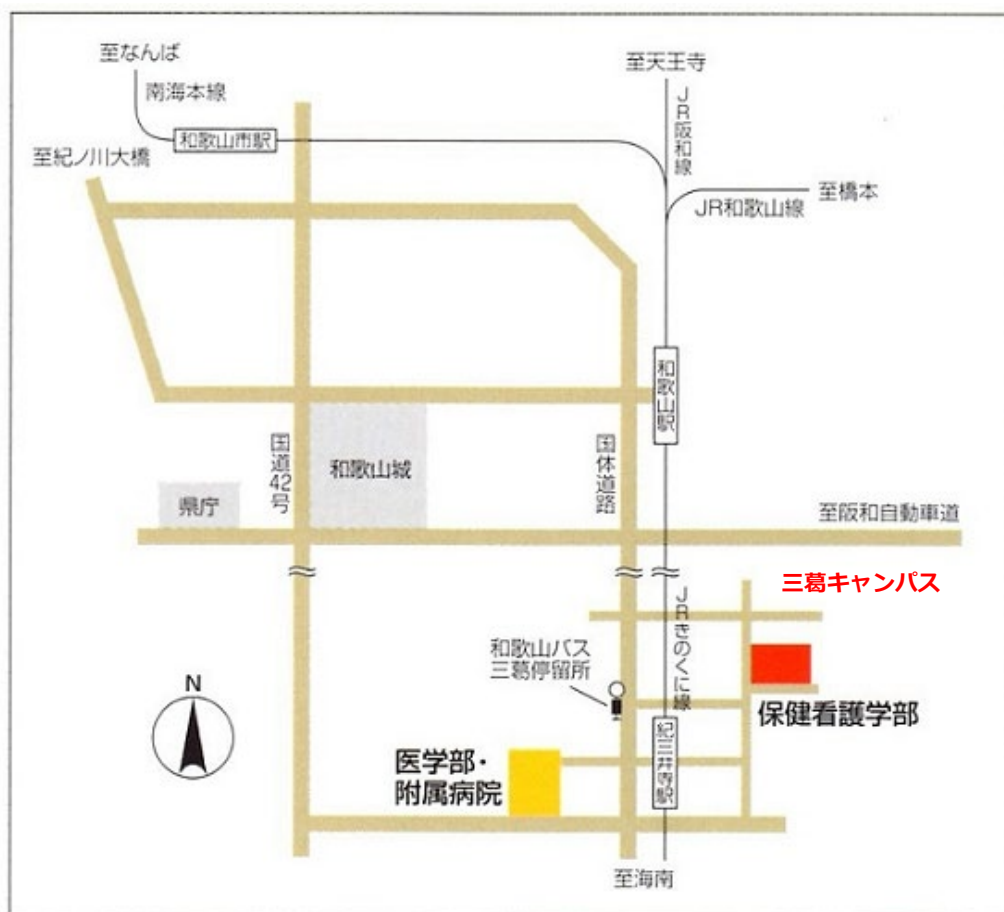 至なんば
南海本線
和歌山市駅
至天王寺
JR阪和線
至紀ノ川大橋
至橋本
JR和歌山線
和歌山駅
国道42号
和歌山城
国体道路
県庁
至阪和自動車道
三葛キャンパス
JRきのくに線
和歌山バス
三葛停留所
保健看護学部
N
紀三井寺駅
医学部・
附属病院
至海南